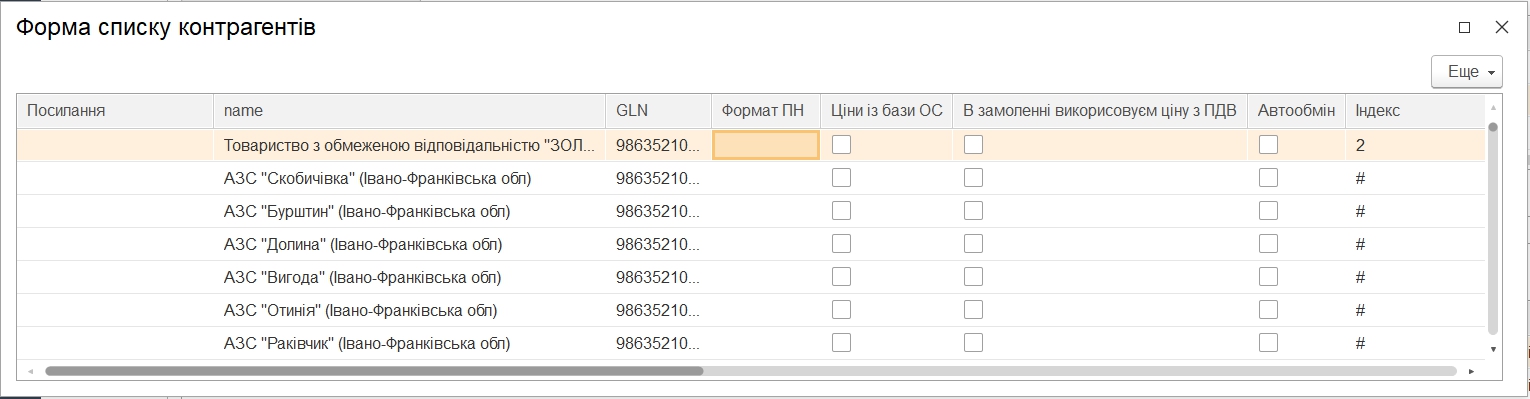 Форма списку контрагентів
Еще
Посипання name GLN Формат ПН Ціни із бази ОС В замоленні викорисовуєм ціну з ПДВ Автообмін Індекс
Товариство з обмеженою відповідальністю "ЗОЛ... 98635210... 2
АЗС "Скобичівка" (Івано-Франківська обл) 98635210... #
АЗС "Бурштин" (Івано-Франківська обл) 98635210... #
АЗС "Долина" (Івано-Франківська обл) 98635210... #
АЗС "Вигода" (Івано-Франківська обл) 98635210... #
АЗС "Отинія" (Івано-Франківська обл) 98635210... #
АЗС "Раківчик" (Івано-Франківська обл) 98635210... #